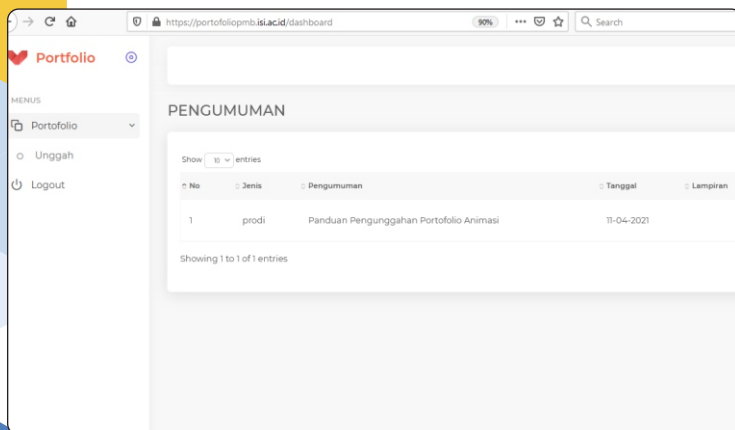 https://portofoliopmb.isi.ac.id/dashboard
90%
Search
Portfolio
MENUS
Portofolio
Unggah
Logout
PENGUMUMAN
Show 10 entries
No Jenis Pengumuman Tanggal Lampiran
1 prodi Panduan Pengunggahan Portofolio Animasi 11-04-2021
Showing 1 to 1 of 1 entries